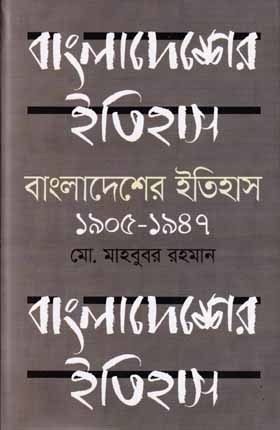 বাংলাদেশের
ইতিহাস
বাংলাদেশের ইতিহাস
১৯০৫-১৯৪৭
মো. মাহবুবর রহমান
বাংলাদেশের
ইতিহাস